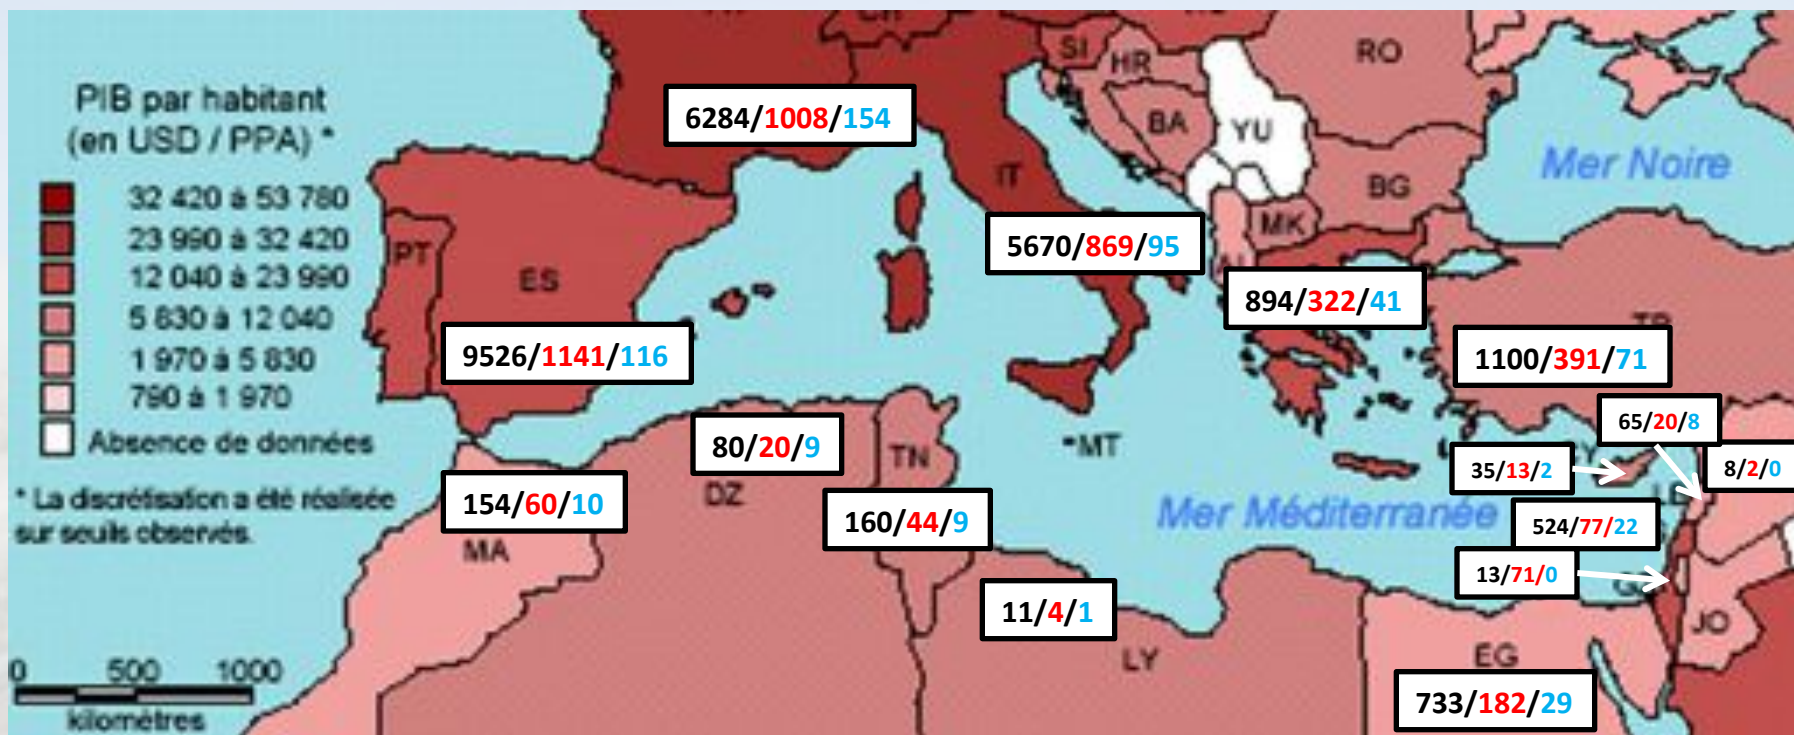 PIB par habitant
(en USD / PPA) *
32 420 à 53 780
23 990 à 32 420
12 040 à 23 990
5 830 à 12 040
1 970 à 5 830
790 à 1 970
Absence de données
* La discrétisation a été réalisée
sur seuils observés.
0 500 1000
kilomètres
CH
SI
HR
RO
BA
YU
BG
MK
AL
IT
PT
ES
TR
*MT
TN
DZ
MA
LY
EG
JO
Mer Noire
Mer Méditerranée
6284/1008/154
5670/869/95
894/322/41
9526/1141/116
1100/391/71
65/20/8
80/20/9
35/13/2
8/2/0
154/60/10
160/44/9
524/77/22
13/71/0
11/4/1
733/182/29